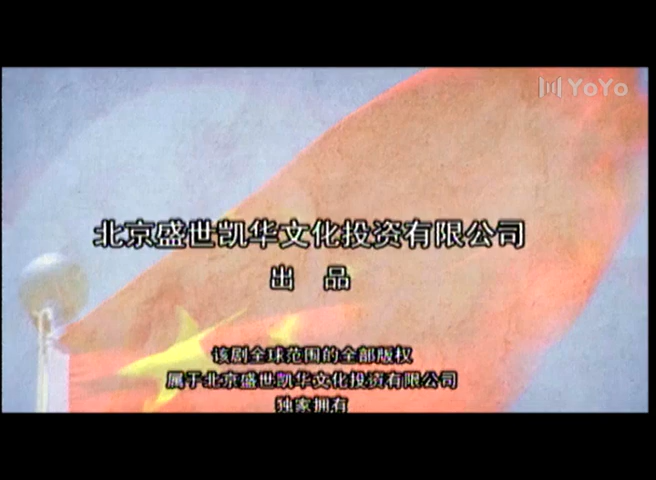 YoYo
北京盛世凯华文化投资有限公司
出 品
该剧全球范围的全部版权
属于北京盛世凯华文化投资有限公司
独家拥有